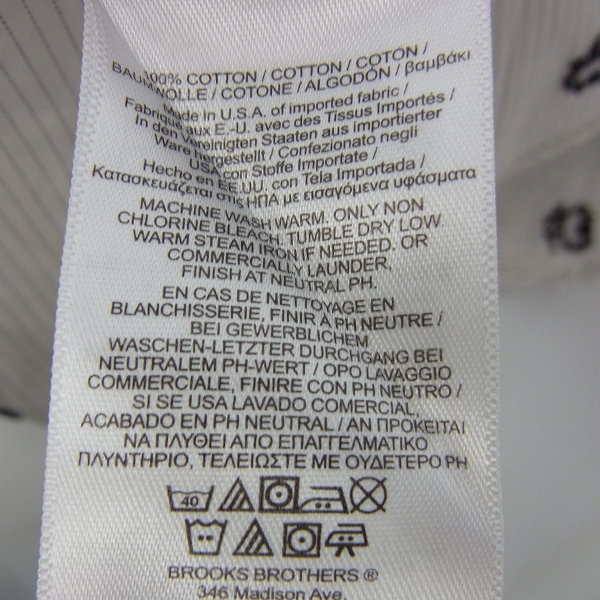 100% COTTON / COTTON / COTÓN /
BAUMWOLLE / COTONE / ALGODÓN / βαμβάκι
Made in U.S.A. of imported fabric /
Fabriqué aux E.-U. avec des Tissus Importés /
In den Vereinigten Staaten aus importierter
Ware hergestellt / Confezionato negli
USA con Stoffe Importate /
Hecho en EE.UU. con Tela Importada /
Κατασκευάζεται στις ΗΠΑ με εισαγόμενα υφάσματα
MACHINE WASH WARM. ONLY NON
CHLORINE BLEACH. TUMBLE DRY LOW
WARM STEAM IRON IF NEEDED. OR
COMMERCIALLY LAUNDER,
FINISH AT NEUTRAL PH.
EN CAS DE NETTOYAGE EN
BLANCHISSERIE, FINIR À PH NEUTRE /
BEI GEWERBLICHEM
WASCHEN-LETZTER DURCHGANG BEI
NEUTRALEM PH-WERT / OPO LAVAGGIO
COMMERCIALE, FINIRE CON PH NEUTRO /
SI SE USA LAVADO COMERCIAL,
ACABADO EN PH NEUTRAL / ΑΝ ΠΡΟΚΕΙΤΑΙ
ΝΑ ΠΛΥΘΕΙ ΑΠΟ ΕΠΑΓΓΕΛΜΑΤΙΚΟ
ΠΛΥΝΤΗΡΙΟ, ΤΕΛΕΙΩΣΤΕ ΜΕ ΟΥΔΕΤΕΡΟ PH
40
BROOKS BROTHERS ®
346 Madison Ave.